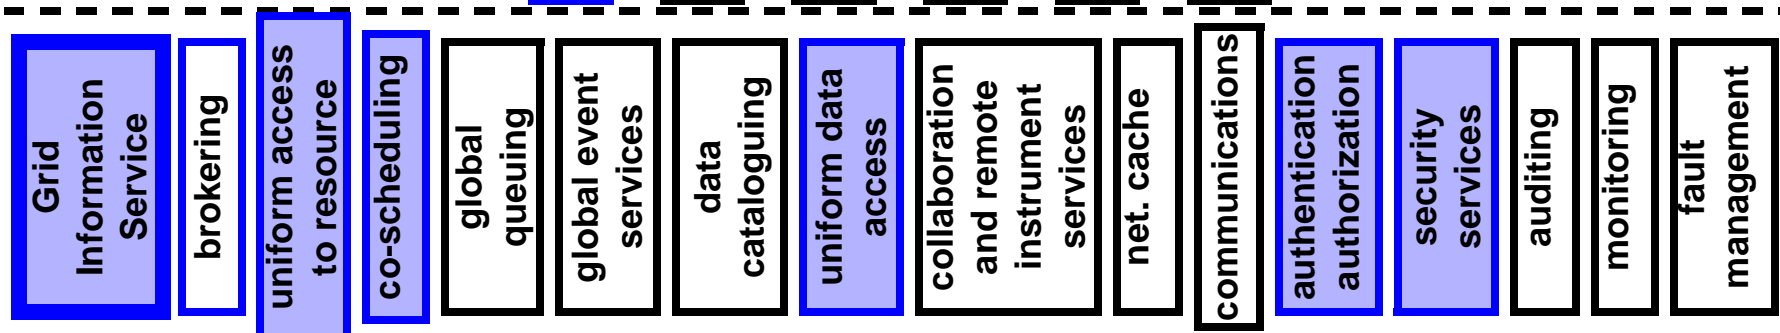 Grid
Information
Service
brokering
uniform access
to resource
co-scheduling
global
queuing
global event
services
data
cataloguing
uniform data
access
collaboration
and remote
instrument
services
net. cache
communications
authentication
authorization
security
services
auditing
monitoring
fault
management